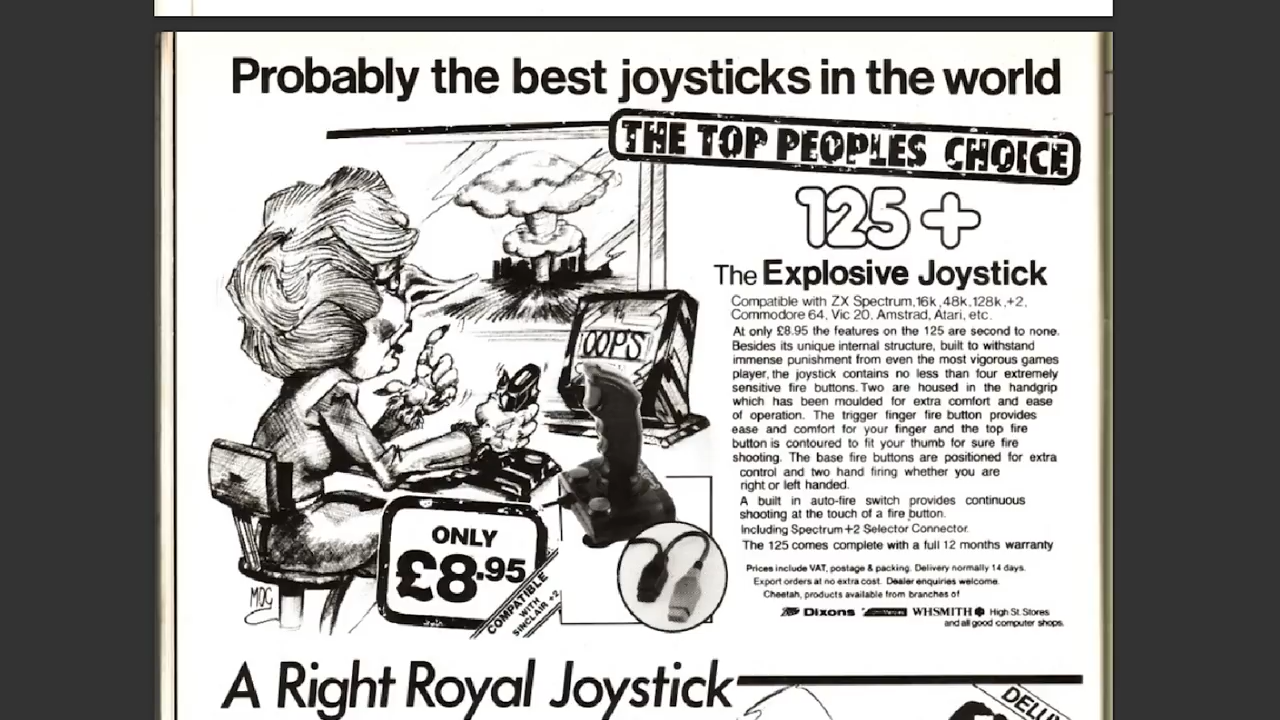 Probably the best joysticks in the world
THE TOP PEOPLES CHOICE
125+
The Explosive Joystick
Compatible with ZX Spectrum,16k,48k,128k,+2,
Commodore 64, Vic 20, Amstrad, Atari, etc.
At only £8.95 the features on the 125 are second to none.
Besides its unique internal structure, built to withstand
immense punishment from even the most vigorous games
player, the joystick contains no less than four extremely
sensitive fire buttons. Two are housed in the handgrip
which has been moulded for extra comfort and ease
of operation. The trigger finger fire button provides
ease and comfort for your finger and the top fire
button is contoured to fit your thumb for sure fire
shooting. The base fire buttons are positioned for extra
control and two hand firing whether you are
right or left handed.
A built in auto-fire switch provides continuous
shooting at the touch of a fire button.
Including Spectrum +2 Selector Connector.
The 125 comes complete with a full 12 months warranty
Prices include VAT, postage & packing. Delivery normally 14 days.
Export orders at no extra cost. Dealer enquiries welcome.
Cheetah, products available from branches of
Dixons WHSMITH High St. Stores
and all good computer shops.
OOPS
ONLY
£8.95
COMPATIBLE
WITH
SINCLAIR +2
MDG
A Right Royal Joystick